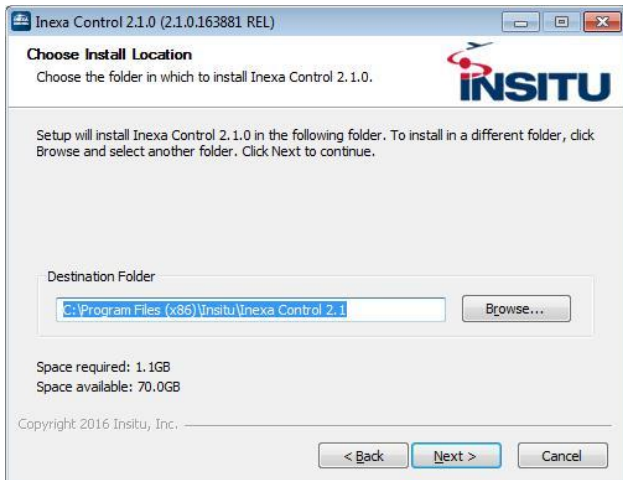 Inexa Control 2.1.0 (2.1.0.163881 REL)
Choose Install Location
Choose the folder in which to install Inexa Control 2.1.0.
INSITU
Setup will install Inexa Control 2.1.0 in the following folder. To install in a different folder, click
Browse and select another folder. Click Next to continue.
Destination Folder
C:\Program Files (x86)\Insitu\Inexa Control 2.1
Browse...
Space required: 1.1GB
Space available: 70.0GB
Copyright 2016 Insitu, Inc.
< Back
Next >
Cancel